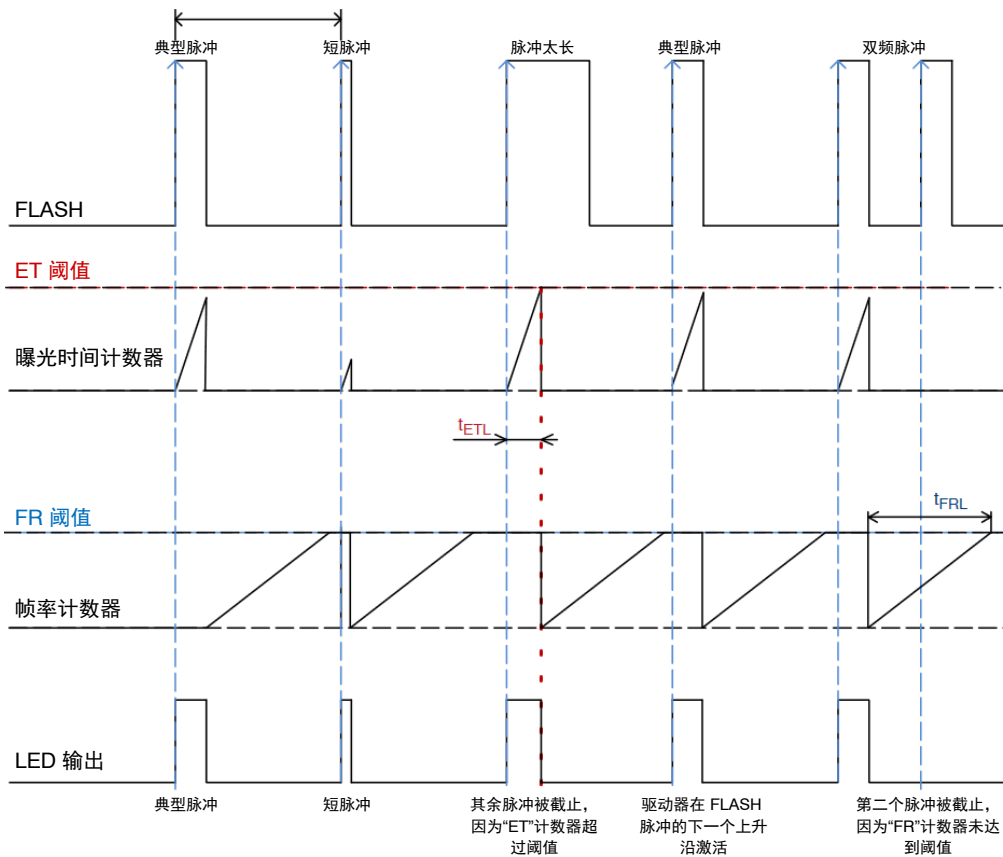 典型脉冲
短脉冲
脉冲太长
典型脉冲
双频脉冲
FLASH
ET 阈值
曝光时间计数器
tETL
FR 阈值
tFRL
帧率计数器
LED 输出
典型脉冲
短脉冲
其余脉冲被截止，
因为“ET”计数器超
过阈值
驱动器在 FLASH
脉冲的下一个上升
沿激活
第二个脉冲被截止，
因为“FR”计数器未达
到阈值